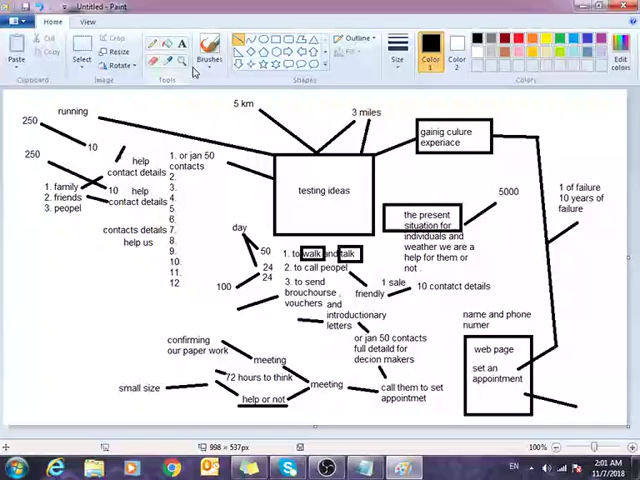 Untitled - Paint
Home
View
Paste
Cut
Copy
Clipboard
Select
Crop
Resize
Rotate
Image
A
Tools
Brushes
Shapes
Outline
Fill
Size
Color 1
Color 2
Edit colors
Colors
running
5 km
3 miles
250
10
250
help
contact details
1. family
2. friends
3. peopel
10
help
contact details
contacts details
help us
1. or jan 50
contacts
2.
3.
4.
5.
6.
7.
8.
9.
10.
11.
12
testing ideas
gainig culure
experiace
the present
situation for
individuals and
weather we are a
help for them or
not .
5000
1 of failure
10 years of
failure
day
50
24
24
100
1. to walk and talk
2. to call peopel
3. to send
brouchourse ,
vouchers
and
introductionary
letters
friendly
1 sale
10 contatct details
or jan 50 contacts
full detaild for
decion makers
call them to set
appointmet
meeting
confirming
our paper work
meeting
72 hours to think
help or not
small size
name and phone
numer
web page
set an
appointment
998 × 537px
100%
EN
2:01 AM
11/7/2018